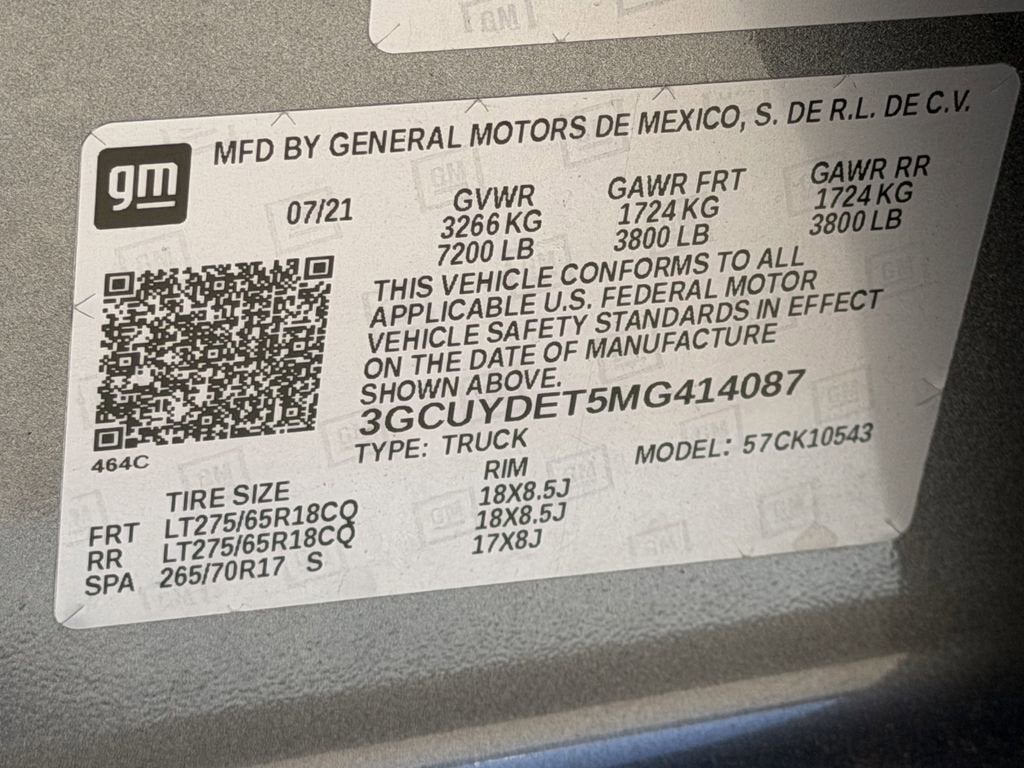 gm
MFD BY GENERAL MOTORS DE MEXICO, S. DE R.L. DE C.V.
07/21 GVWR GAWR FRT GAWR RR
3266 KG 1724 KG 1724 KG
7200 LB 3800 LB 3800 LB
THIS VEHICLE CONFORMS TO ALL
APPLICABLE U.S. FEDERAL MOTOR
VEHICLE SAFETY STANDARDS IN EFFECT
ON THE DATE OF MANUFACTURE
SHOWN ABOVE.
3GCUYDET5MG414087
464C
TYPE: TRUCK MODEL: 57CK10543
TIRE SIZE RIM
FRT LT275/65R18CQ 18X8.5J
RR LT275/65R18CQ 18X8.5J
SPA 265/70R17 S 17X8J